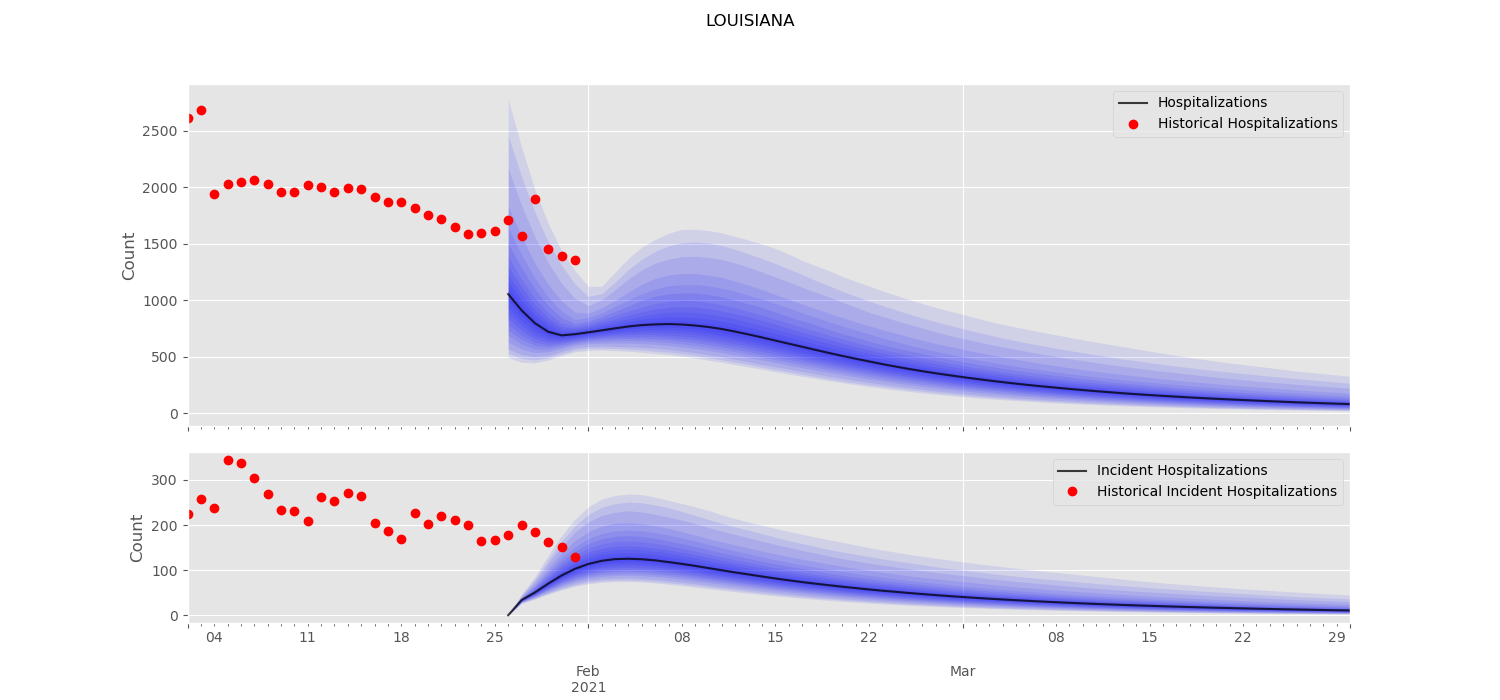 LOUISIANA
Hospitalizations
Historical Hospitalizations
2500
2000
1500
1000
500
0
Count
Incident Hospitalizations
Historical Incident Hospitalizations
300
200
100
0
Count
04 11 18 25 08 15 22 08 15 22 29
Feb Mar
2021